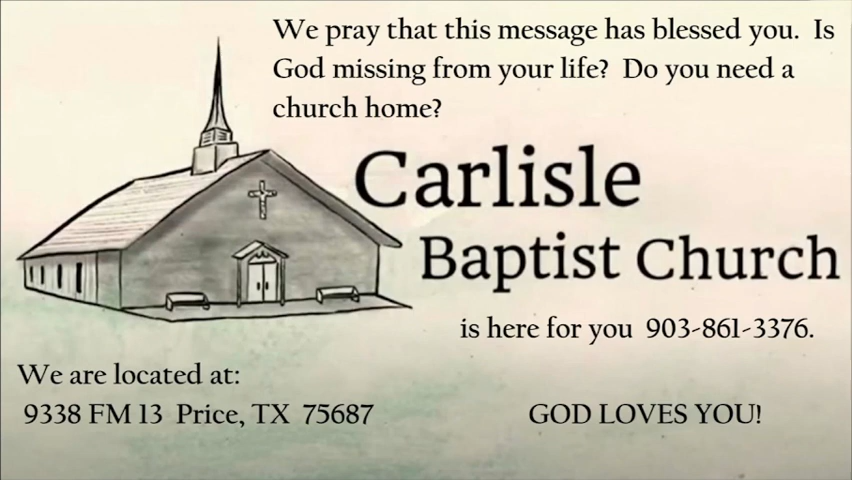 We pray that this message has blessed you. Is
God missing from your life? Do you need a
church home?
Carlisle
Baptist Church
is here for you 903-861-3376.
We are located at:
9338 FM 13 Price, TX 75687
GOD LOVES YOU!